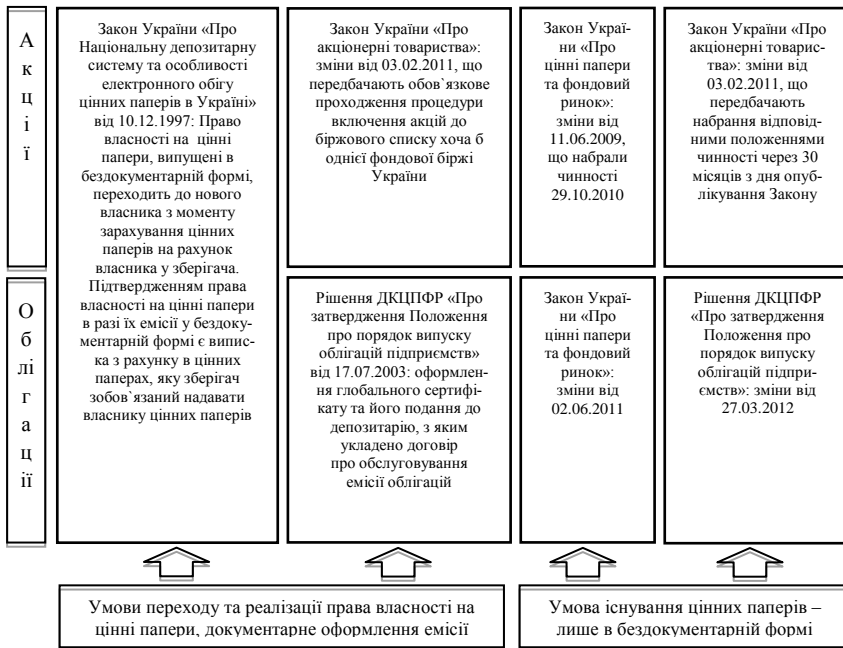 А
к
ц
і
ї
Закон України «Про
Національну депозитарну
систему та особливості
електронного обігу
цінних паперів в Україні»
від 10.12.1997: Право
власності на цінні
папери, випущені в
бездокументарній формі,
переходить до нового
власника з моменту
зарахування цінних
паперів на рахунок
власника у зберігача.
Підтвердженням права
власності на цінні папери
в разі їх емісії у бездоку-
ментарній формі є випис-
ка з рахунку в цінних
паперах, яку зберігач
зобов`язаний надавати
власнику цінних паперів
Закон України «Про
акціонерні товариства»:
зміни від 03.02.2011, що
передбачають обов`язкове
проходження процедури
включення акцій до
біржового списку хоча б
однієї фондової біржі
України
Закон Украї-
ни «Про
цінні папери
та фондовий
ринок»:
зміни від
11.06.2009,
що набрали
чинності
29.10.2010
Закон України «Про
акціонерні товарис-
тва»: зміни від
03.02.2011, що
передбачають
набрання відповід-
ними положеннями
чинності через 30
місяців з дня опуб-
лікування Закону
О
б
лі
г
а
ц
ії
Рішення ДКЦПФР «Про
затвердження Положення
про порядок випуску
облігацій підприємств»
від 17.07.2003: оформлен-
ня глобального сертифі-
кату та його подання до
депозитарію, з яким
укладено договір
про обслуговування
емісії облігацій
Закон Украї-
ни «Про
цінні папери
та фондовий
ринок»:
зміни від
02.06.2011
Рішення ДКЦПФР
«Про затвердження
Положення про
порядок випуску
облігацій підпри-
ємств»: зміни від
27.03.2012
Умови переходу та реалізації права власності на
цінні папери, документарне оформлення емісії
Умова існування цінних паперів –
лише в бездокументарній формі